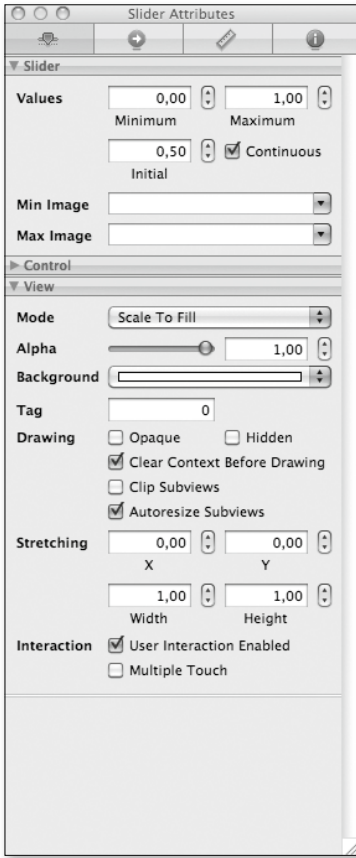 Slider Attributes
Slider
Values 0,00 1,00
Minimum Maximum
0,50 Continuous
Initial
Min Image
Max Image
Control
View
Mode Scale To Fill
Alpha 1,00
Background
Tag 0
Drawing Opaque Hidden
Clear Context Before Drawing
Clip Subviews
Autoresize Subviews
Stretching 0,00 0,00
X Y
1,00 1,00
Width Height
Interaction User Interaction Enabled
Multiple Touch